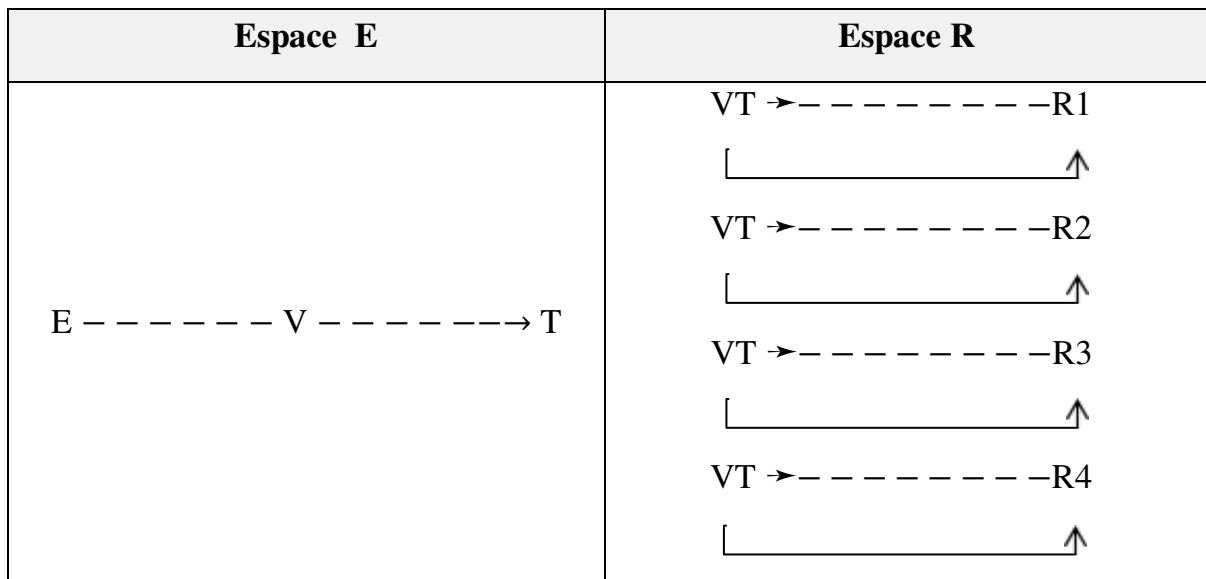 Espace E
Espace R
E – – – – – – V – – – – – – –→ T
VT ➛– – – – – – – – –R1
VT ➛– – – – – – – – –R2
VT ➛– – – – – – – – –R3
VT ➛– – – – – – – – –R4